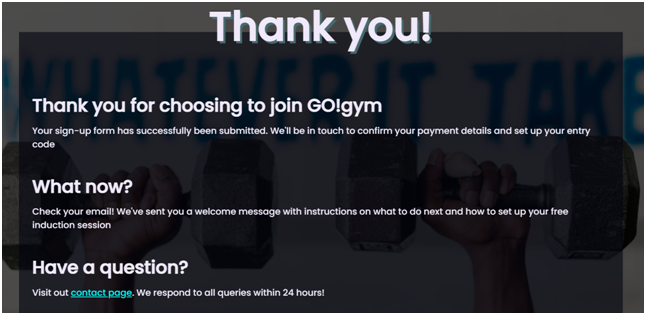 Thank you!
WHATEVER IT TAKE
Thank you for choosing to join GO!gym
Your sign-up form has successfully been submitted. We'll be in touch to confirm your payment details and set up your entry
code
What now?
Check your email! We've sent you a welcome message with instructions on what to do next and how to set up your free
induction session
Have a question?
Visit out contact page. We respond to all queries within 24 hours!